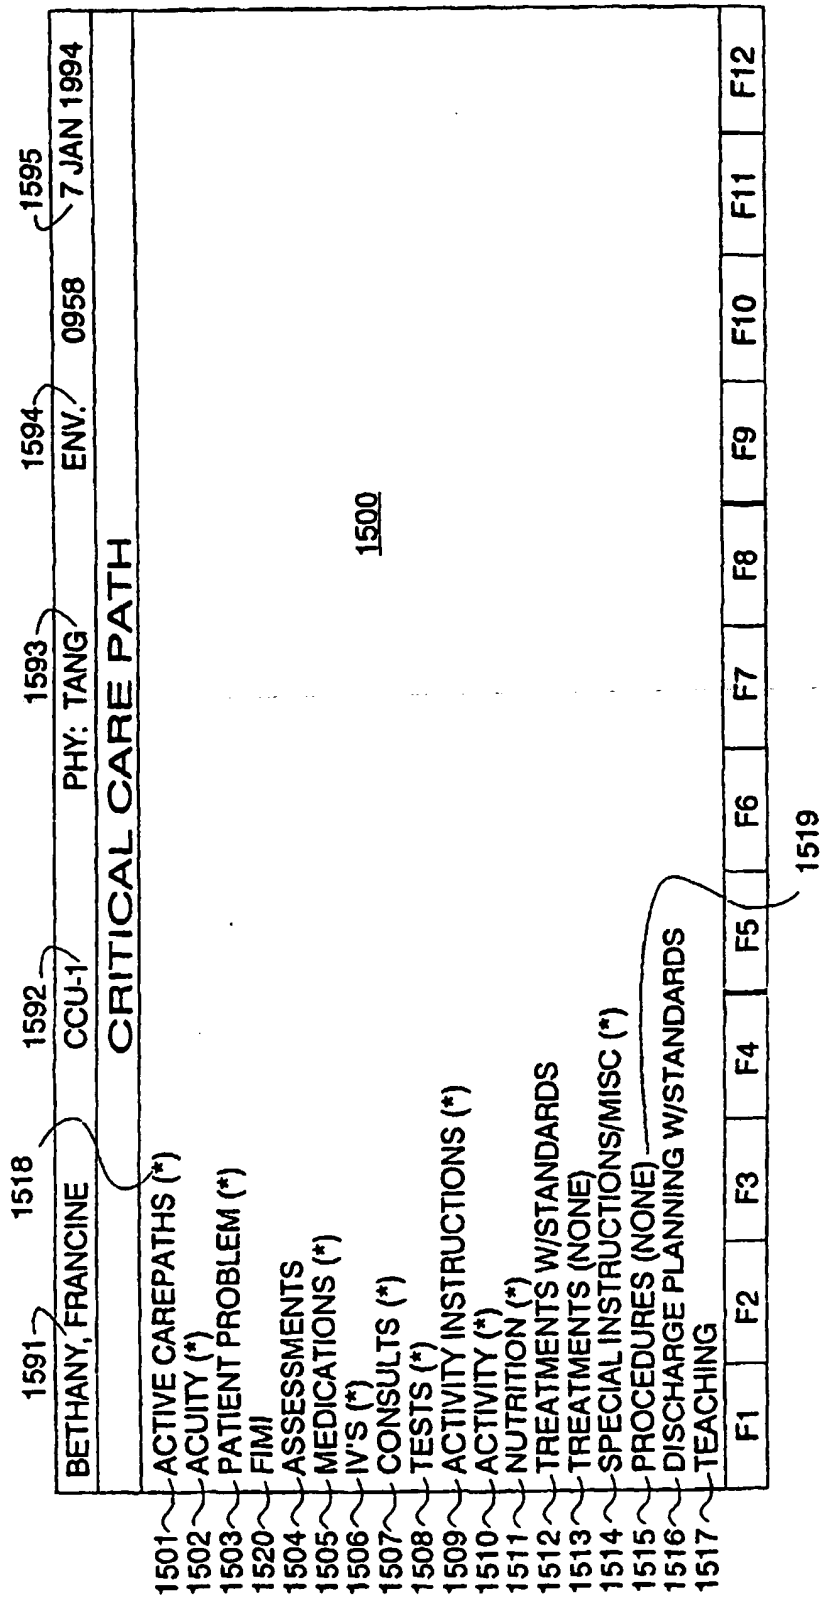 1591 1518 1592 1593 1594 1595
BETHANY, FRANCINE CCU-1 PHY: TANG ENV. 0958 7 JAN 1994
CRITICAL CARE PATH
1501 ACTIVE CAREPATHS (*)
1502 ACUITY (*)
1503 PATIENT PROBLEM (*)
1520 FIMI
1504 ASSESSMENTS
1505 MEDICATIONS (*)
1506 IV'S (*)
1507 CONSULTS (*)
1508 TESTS (*)
1509 ACTIVITY INSTRUCTIONS (*)
1510 ACTIVITY (*)
1511 NUTRITION (*)
1512 TREATMENTS W/STANDARDS
1513 TREATMENTS (NONE)
1514 SPECIAL INSTRUCTIONS/MISC (*)
1515 PROCEDURES (NONE)
1516 DISCHARGE PLANNING W/STANDARDS
1517 TEACHING
1500
F1 F2 F3 F4 F5 F6 F7 F8 F9 F10 F11 F12
1519